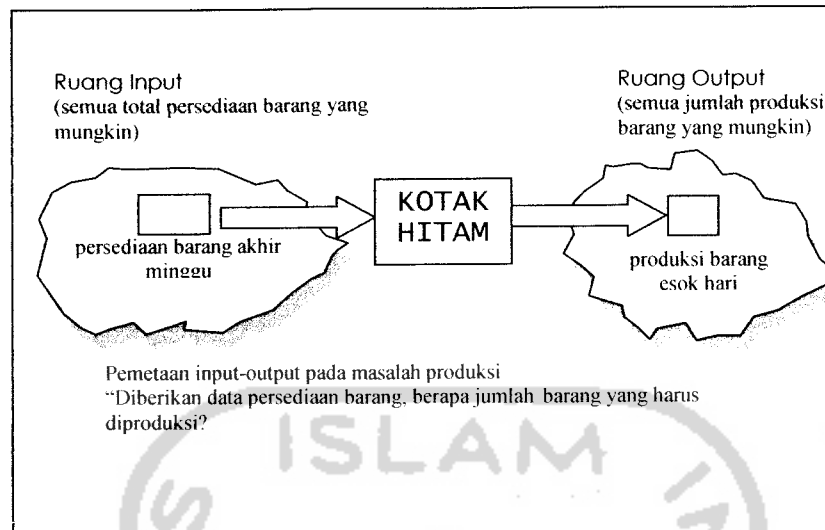 Ruang Input
(semua total persediaan barang yang
mungkin)
Ruang Output
(semua jumlah produksi
barang yang mungkin)
KOTAK
HITAM
persediaan barang akhir
minggu
produksi barang
esok hari
Pemetaan input-output pada masalah produksi
“Diberikan data persediaan barang, berapa jumlah barang yang harus
diproduksi?
ISLAM